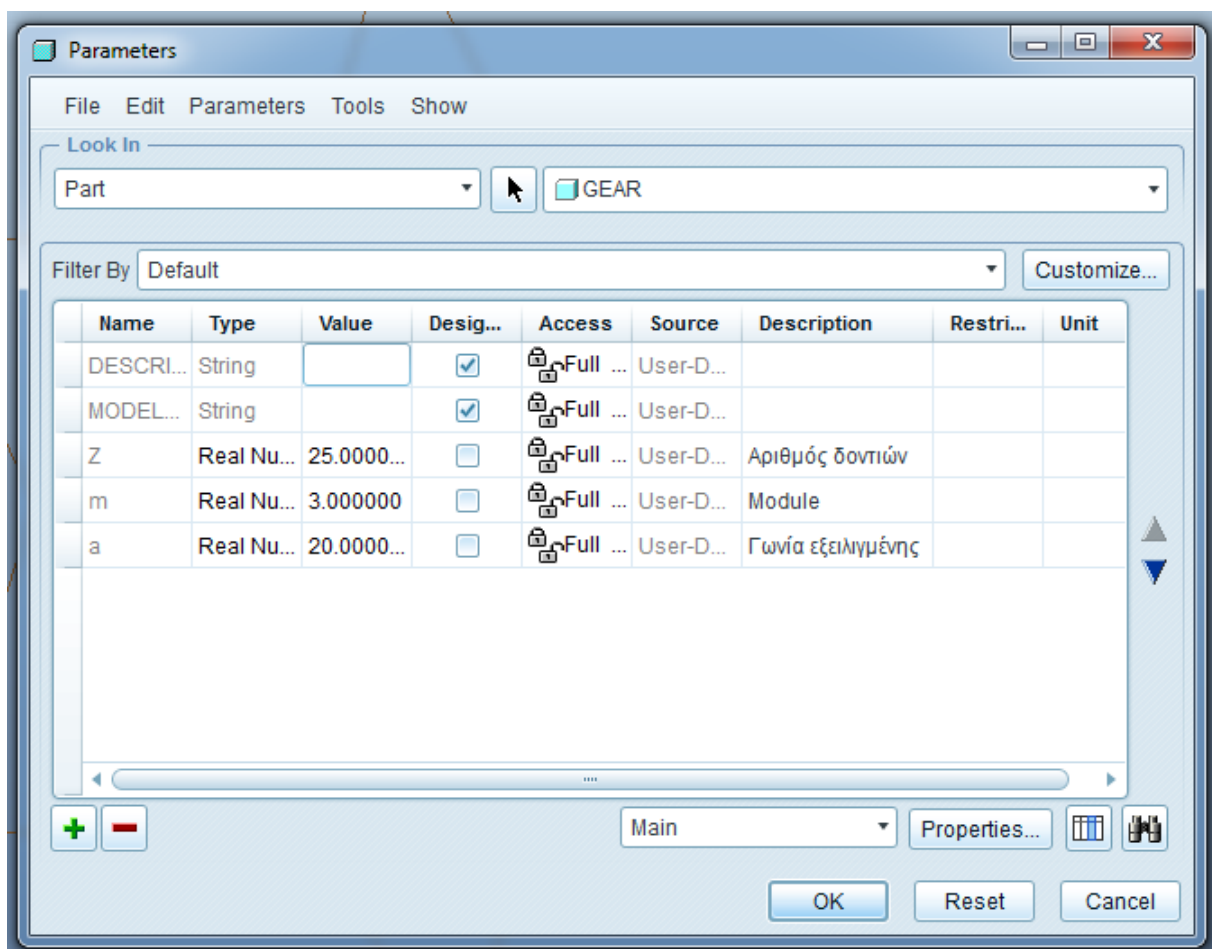 Parameters
File Edit Parameters Tools Show
Look In
Part GEAR
Filter By Default Customize...
Name Type Value Desig... Access Source Description Restri... Unit
DESCRI... String Full ... User-D...
MODEL... String Full ... User-D...
Z Real Nu... 25.0000... Full ... User-D... Αριθμός δοντιών
m Real Nu... 3.000000 Full ... User-D... Module
a Real Nu... 20.0000... Full ... User-D... Γωνία εξειλιγμένης
Main Properties...
OK Reset Cancel